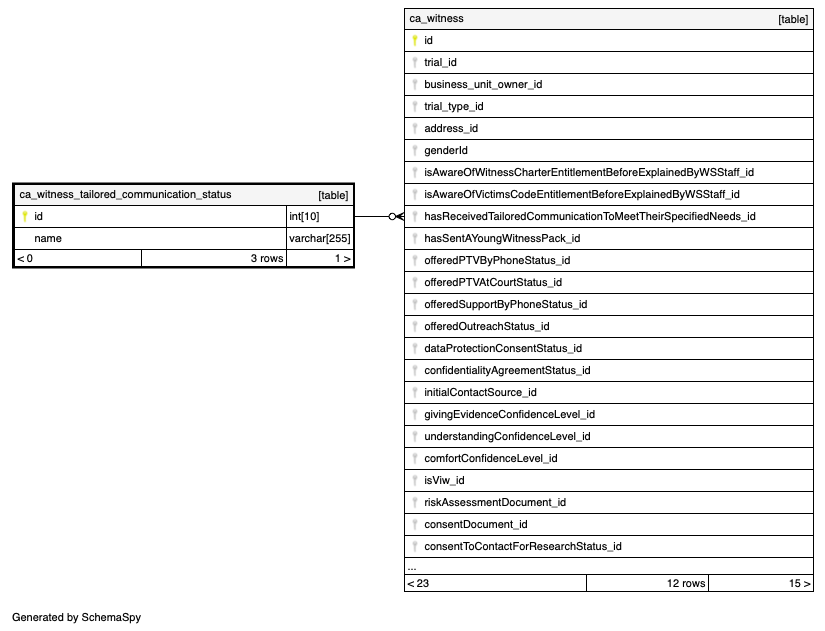 ca_witness_tailored_communication_status [table]
id int[10]
name varchar[255]
< 0 3 rows 1 >
ca_witness [table]
id
trial_id
business_unit_owner_id
trial_type_id
address_id
genderId
isAwareOfWitnessCharterEntitlementBeforeExplainedByWSStaff_id
isAwareOfVictimsCodeEntitlementBeforeExplainedByWSStaff_id
hasReceivedTailoredCommunicationToMeetTheirSpecifiedNeeds_id
hasSentAYoungWitnessPack_id
offeredPTVByPhoneStatus_id
offeredPTVAtCourtStatus_id
offeredSupportByPhoneStatus_id
offeredOutreachStatus_id
dataProtectionConsentStatus_id
confidentialityAgreementStatus_id
initialContactSource_id
givingEvidenceConfidenceLevel_id
understandingConfidenceLevel_id
comfortConfidenceLevel_id
isViw_id
riskAssessmentDocument_id
consentDocument_id
consentToContactForResearchStatus_id
...
< 23 12 rows 15 >
Generated by SchemaSpy